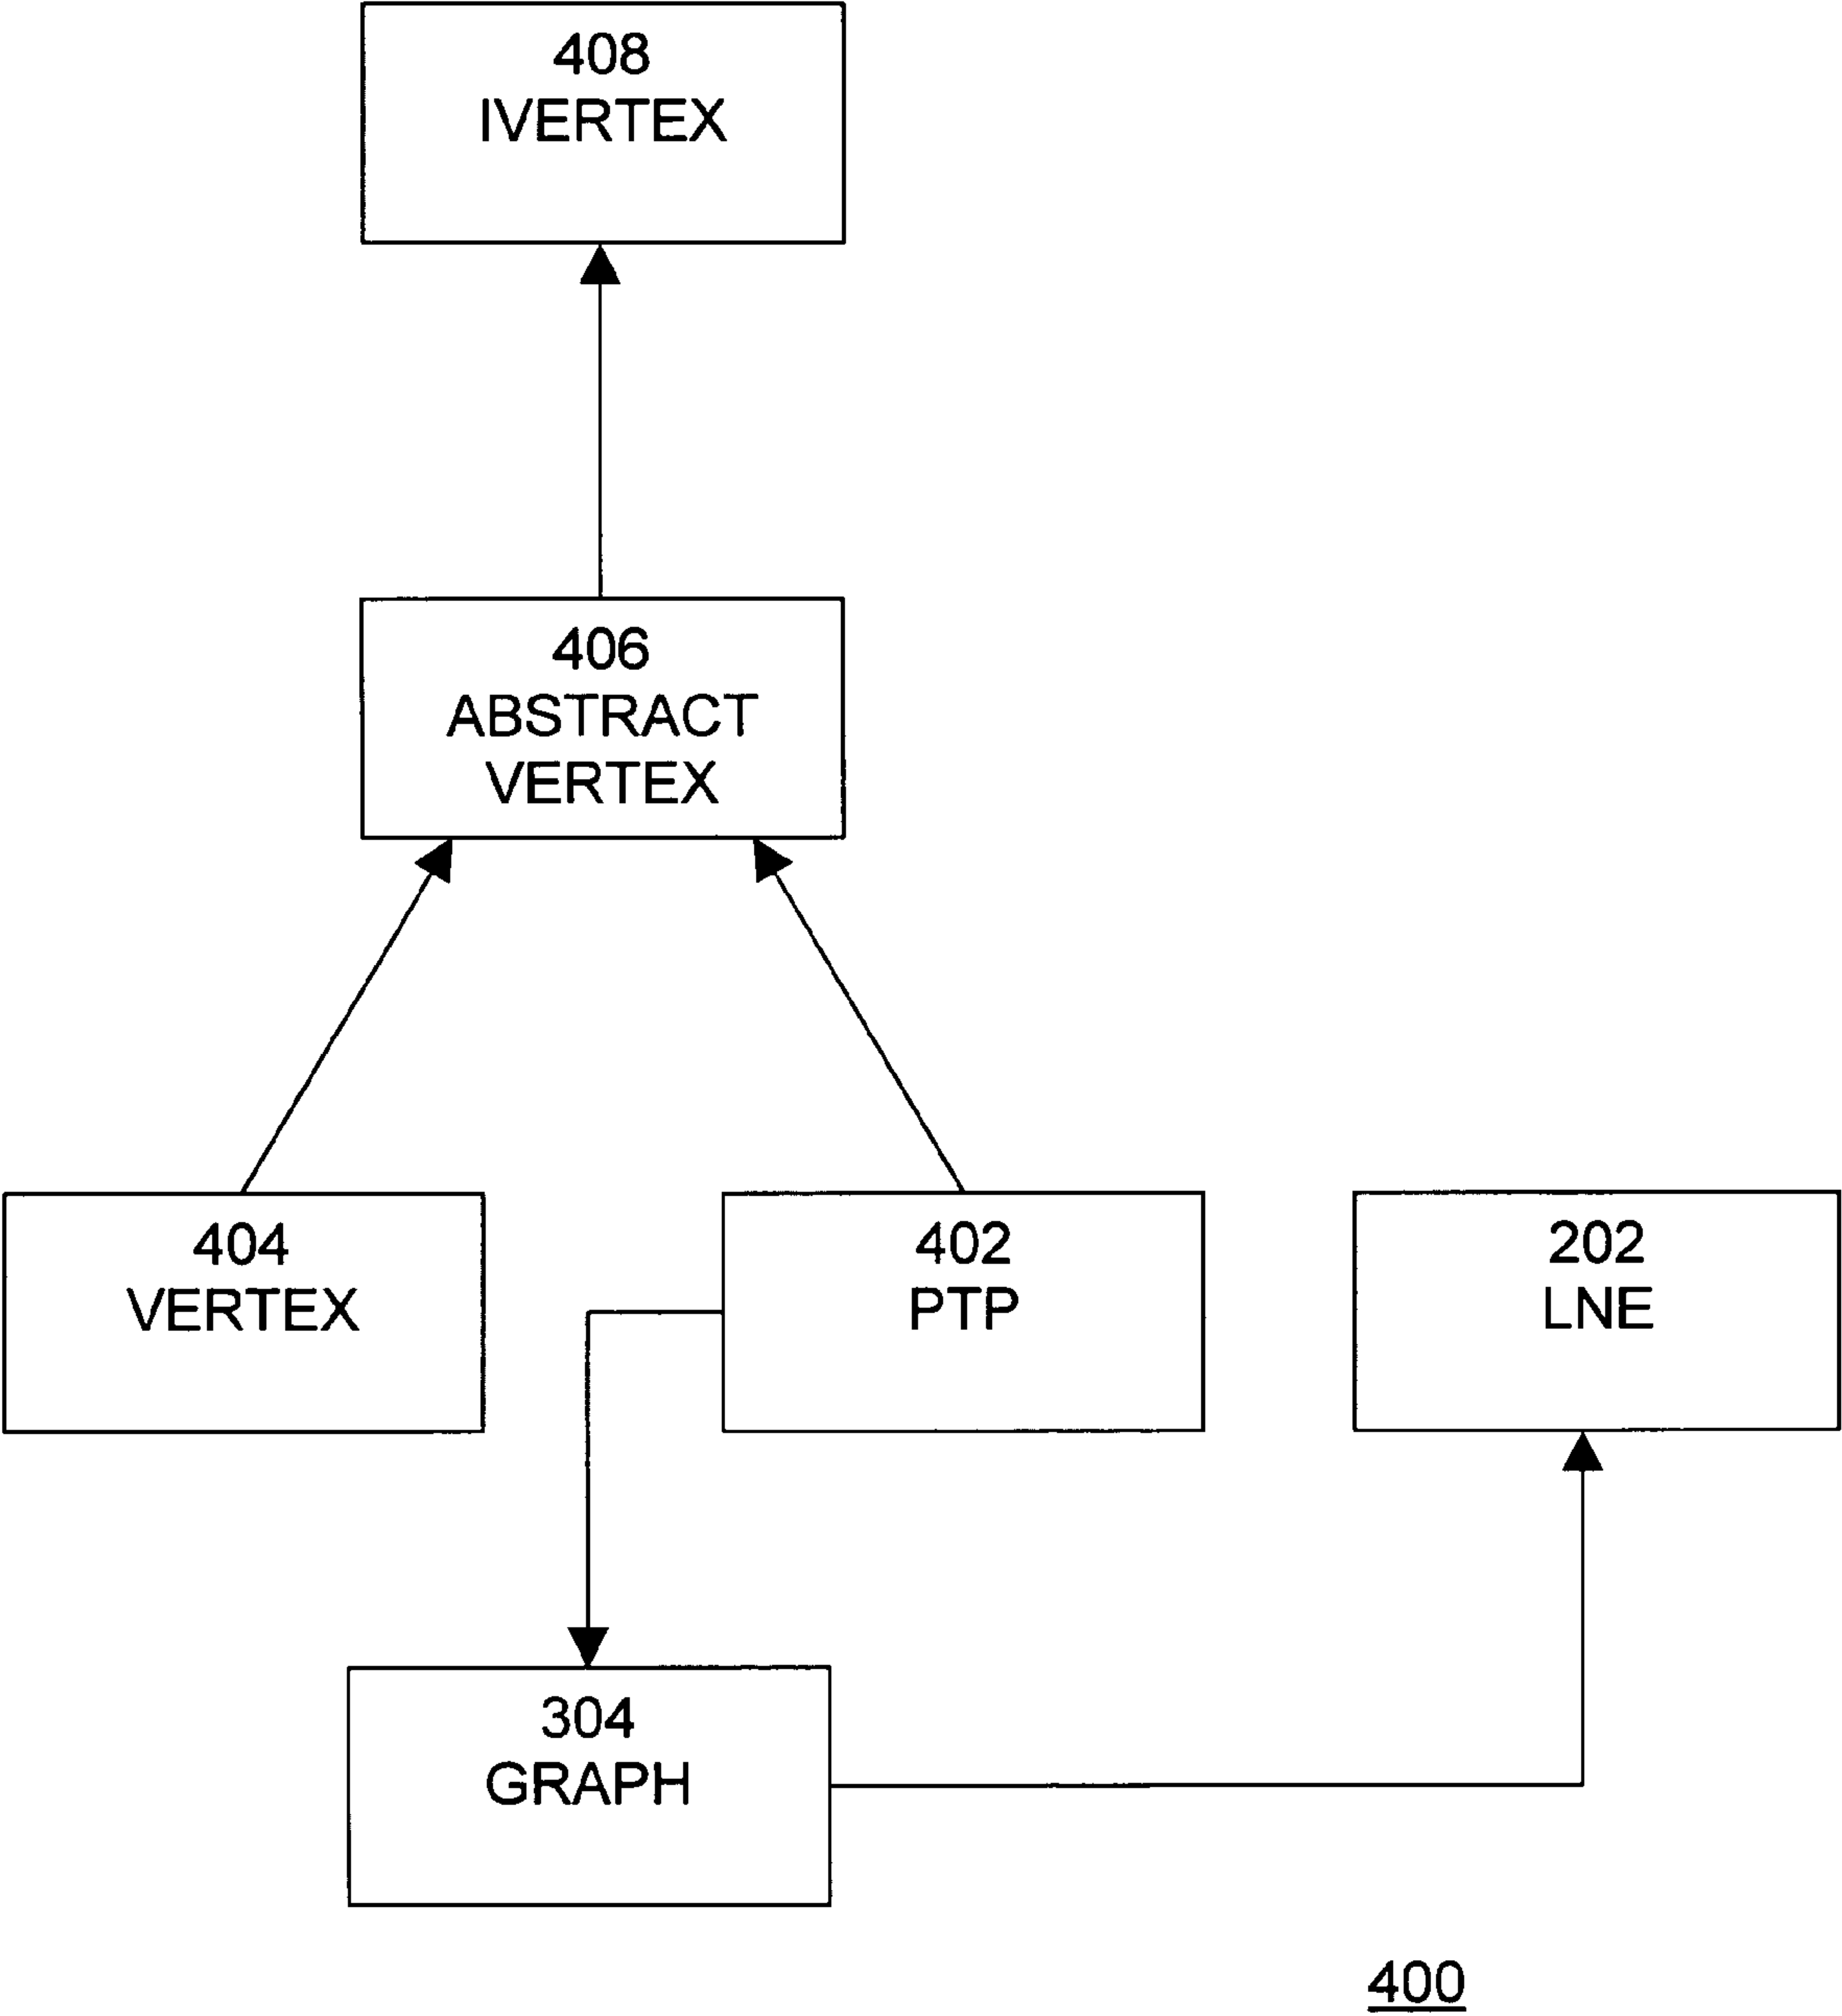 408
IVERTEX
406
ABSTRACT
VERTEX
404
VERTEX
402
PTP
202
LNE
304
GRAPH
400